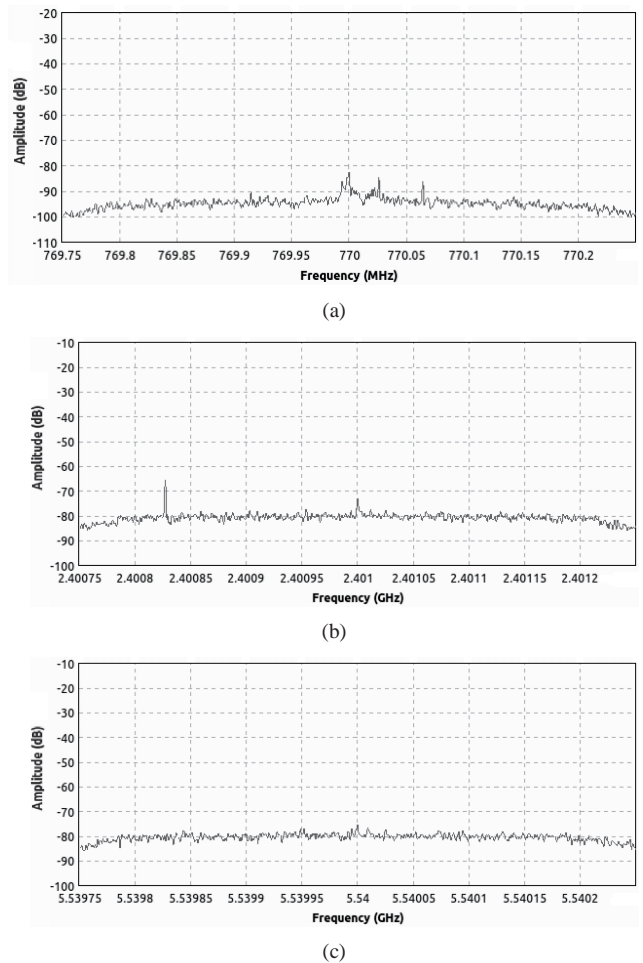 -20
-30
-40
-50
-60
-70
-80
-90
-100
-110
Amplitude (dB)
769.75 769.8 769.85 769.9 769.95 770 770.05 770.1 770.15 770.2
Frequency (MHz)
(a)
-10
-20
-30
-40
-50
-60
-70
-80
-90
-100
Amplitude (dB)
2.40075 2.4008 2.40085 2.4009 2.40095 2.401 2.40105 2.4011 2.40115 2.4012
Frequency (GHz)
(b)
-10
-20
-30
-40
-50
-60
-70
-80
-90
-100
Amplitude (dB)
5.53975 5.5398 5.53985 5.5399 5.53995 5.54 5.54005 5.5401 5.54015 5.5402
Frequency (GHz)
(c)